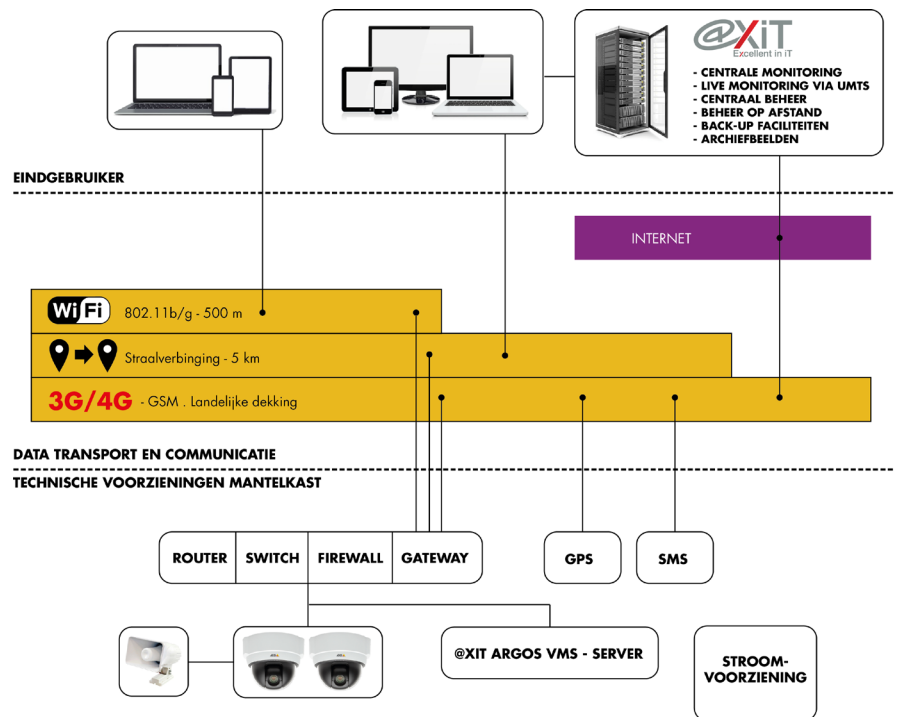 @XiT
Excellent in iT
- CENTRALE MONITORING
- LIVE MONITORING VIA UMTS
- CENTRAAL BEHEER
- BEHEER OP AFSTAND
- BACK-UP FACILITEITEN
- ARCHIEFBEELDEN
EINDGEBRUIKER
INTERNET
WiFi 802.11b/g - 500 m
Straalverbinging - 5 km
3G/4G - GSM . Landelijke dekking
DATA TRANSPORT EN COMMUNICATIE
TECHNISCHE VOORZIENINGEN MANTELKAST
ROUTER SWITCH FIREWALL GATEWAY GPS SMS
@XIT ARGOS VMS - SERVER
STROOM-
VOORZIENING